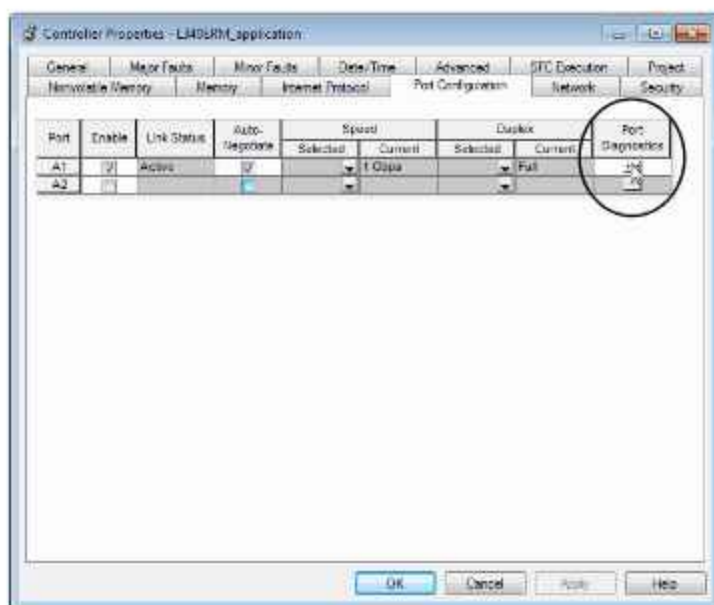 Controller Properties - L340ERM_application
General Major Faults Minor Faults Date/Time Advanced SFC Execution Project
Nonvolatile Memory Memory Internet Protocol Port Configuration Network Security
Port Enable Link Status Auto-Negotiate Speed Duplex Port Diagnostics
Selected Current Selected Current
A1 Active 1 Gbps Full
A2
OK Cancel Apply Help